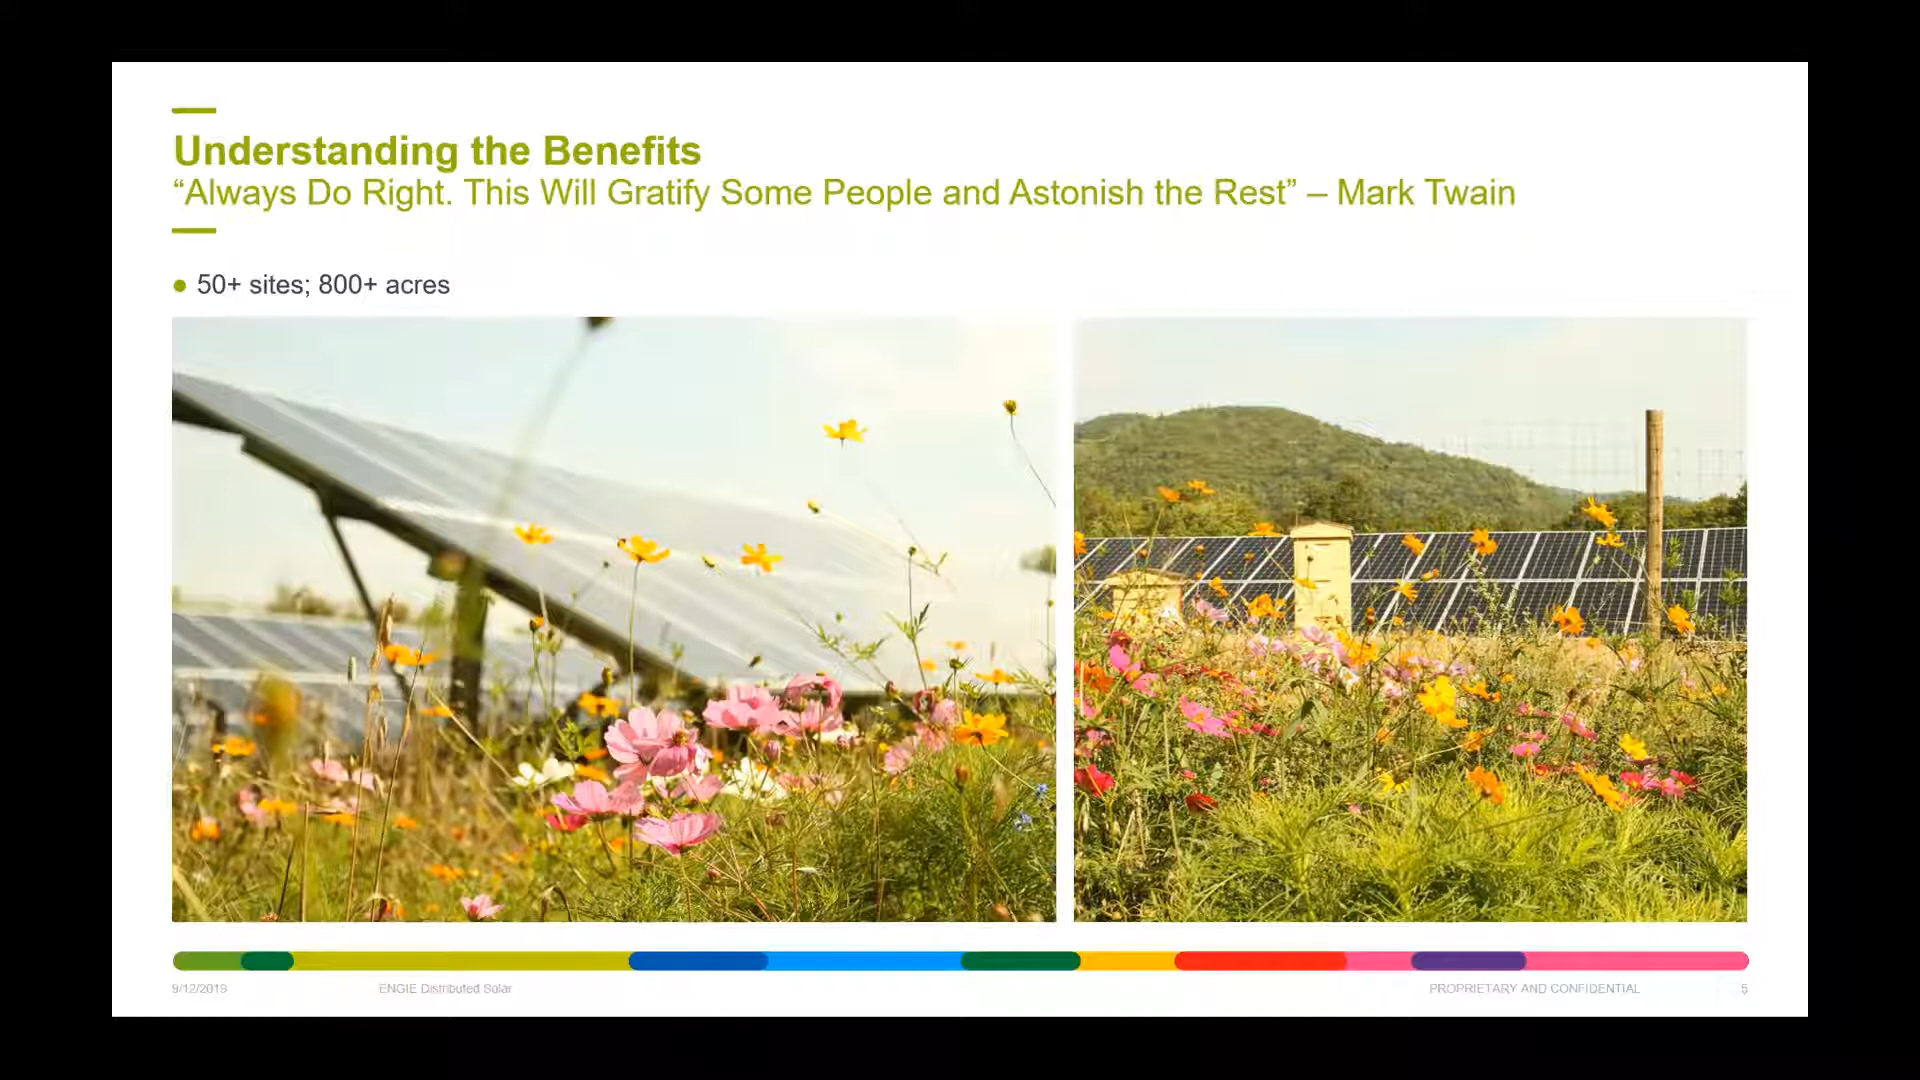 Understanding the Benefits
“Always Do Right. This Will Gratify Some People and Astonish the Rest” – Mark Twain
50+ sites; 800+ acres
9/12/2019
ENGIE Distributed Solar
PROPRIETARY AND CONFIDENTIAL
5